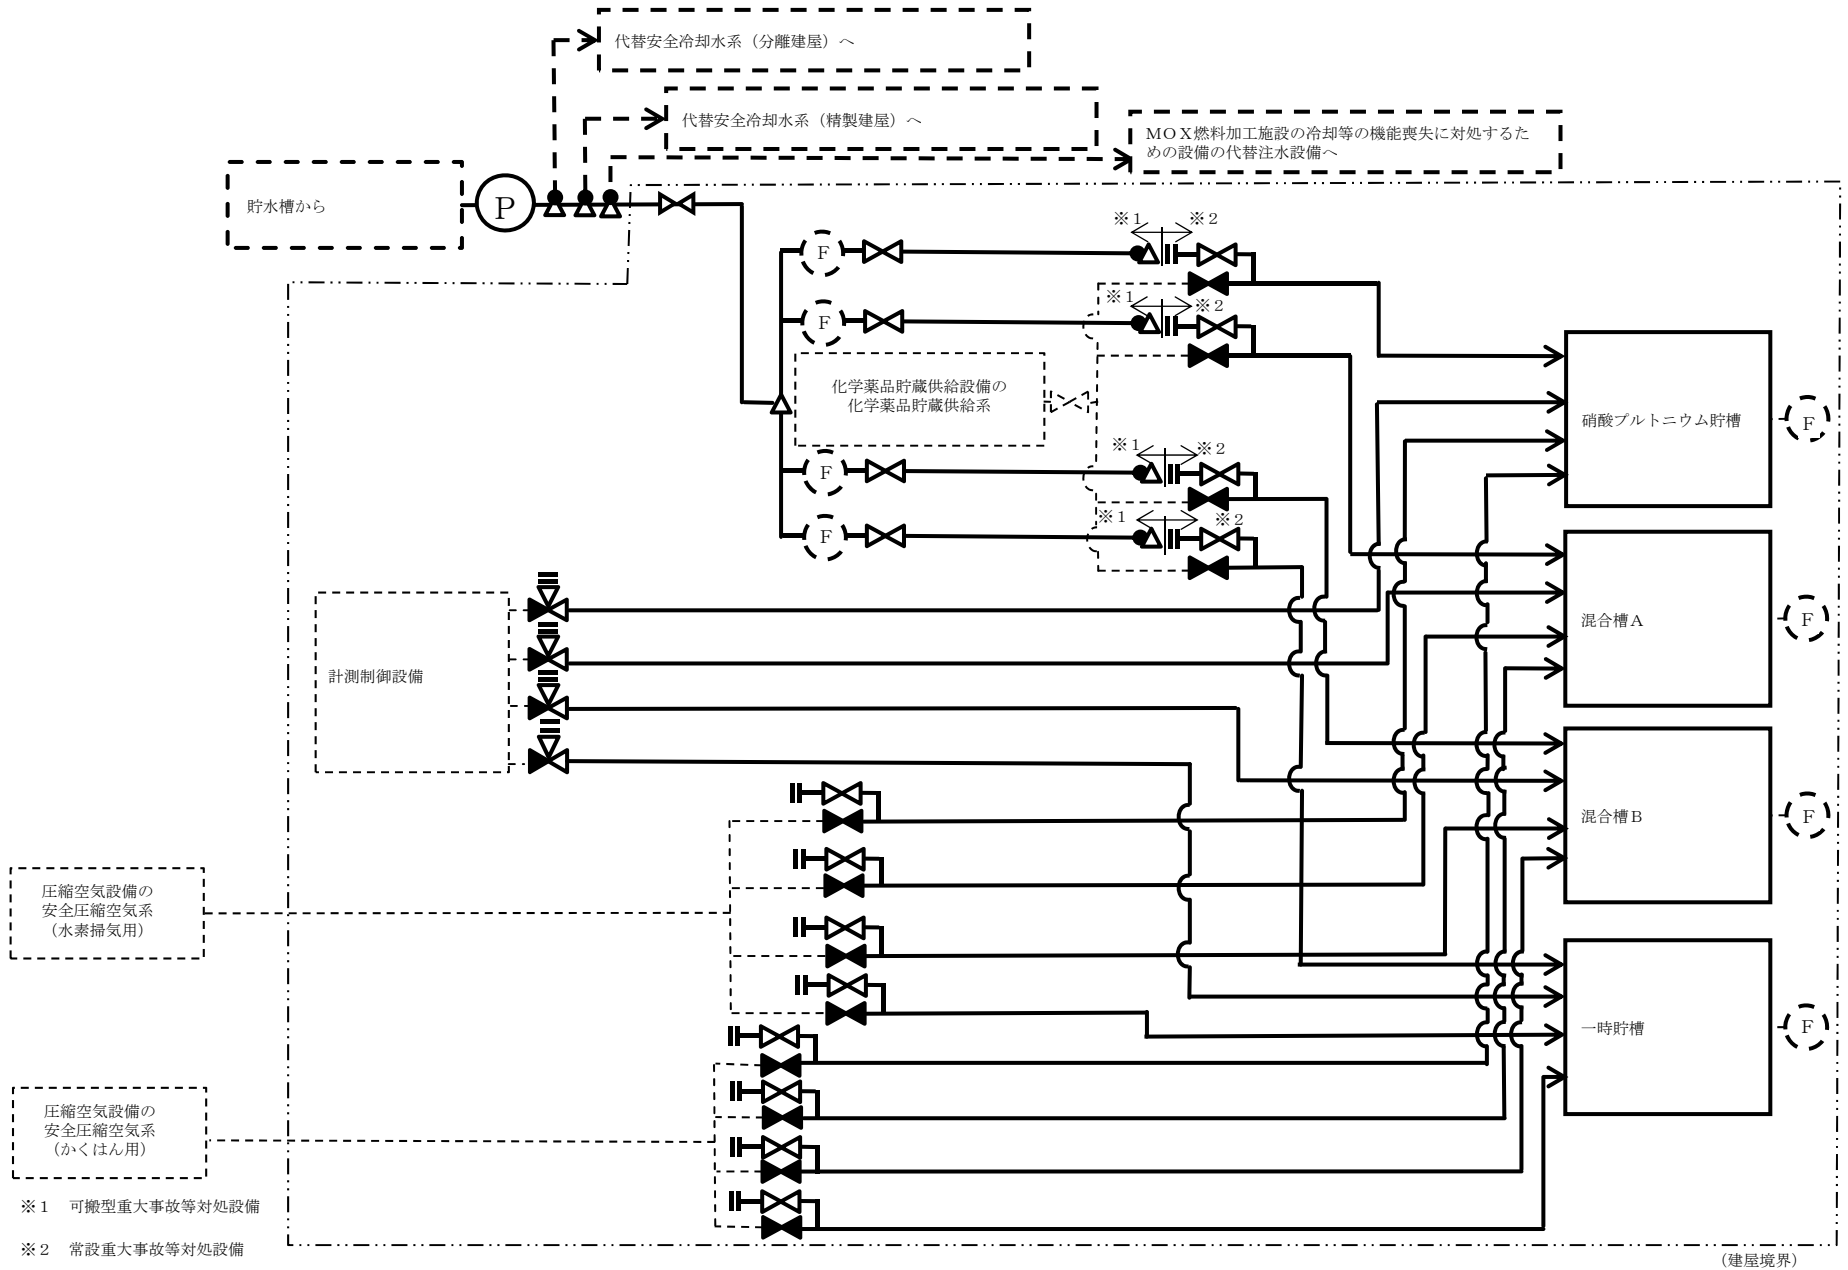 代替安全冷却水系（分離建屋）へ
代替安全冷却水系（精製建屋）へ
ＭＯＸ燃料加工施設の冷却等の機能喪失に対処するた
めの設備の代替注水設備へ
貯水槽から
P
※１
※２
F
※１
※２
F
化学薬品貯蔵供給設備の
化学薬品貯蔵供給系
硝酸プルトニウム貯槽
F
※１
※２
F
※１
※２
F
計測制御設備
混合槽Ａ
F
混合槽Ｂ
F
圧縮空気設備の
安全圧縮空気系
（水素掃気用）
一時貯槽
F
圧縮空気設備の
安全圧縮空気系
（かくはん用）
※１　可搬型重大事故等対処設備
※２　常設重大事故等対処設備
（建屋境界）